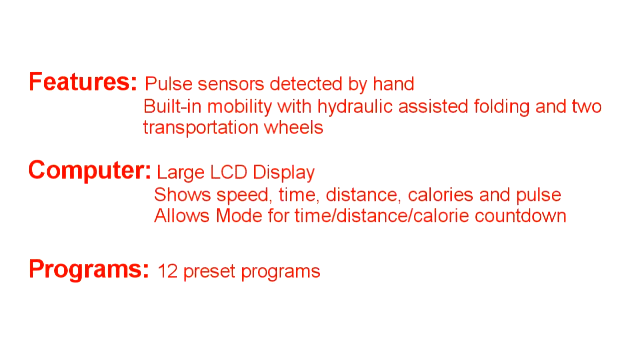 Features: Pulse sensors detected by hand
Built-in mobility with hydraulic assisted folding and two
transportation wheels
Computer: Large LCD Display
Shows speed, time, distance, calories and pulse
Allows Mode for time/distance/calorie countdown
Programs: 12 preset programs